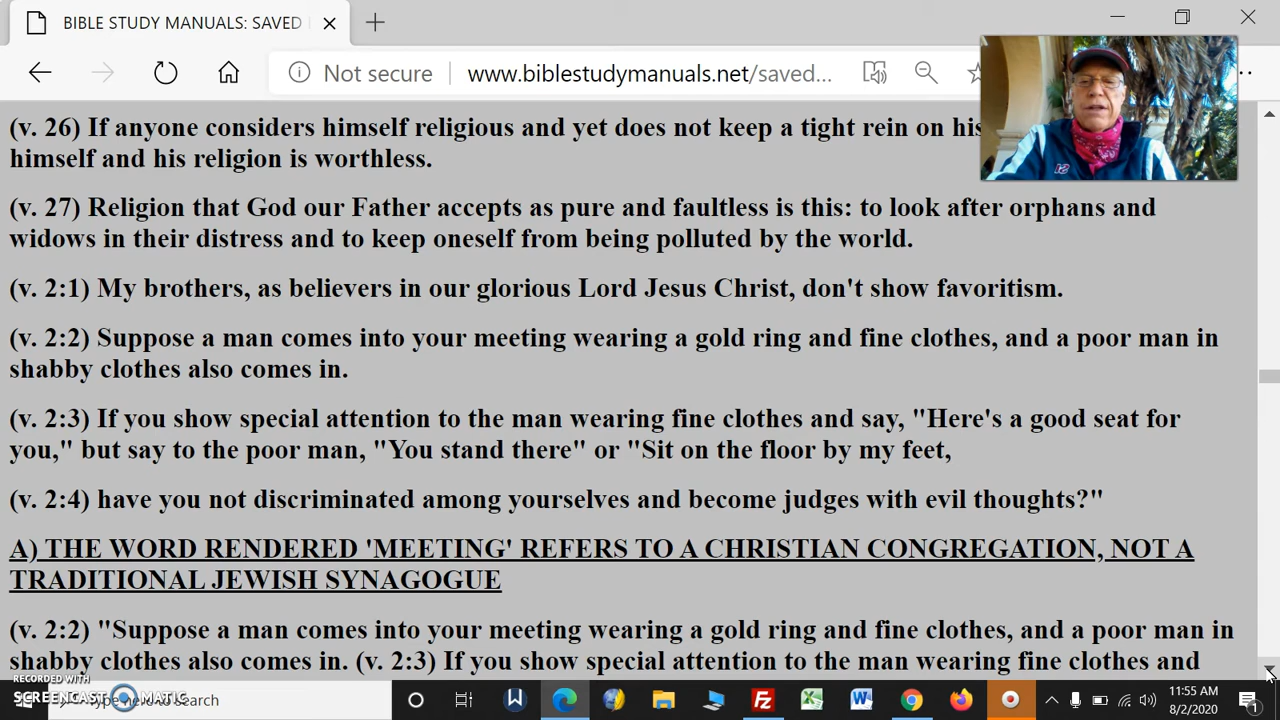 BIBLE STUDY MANUALS: SAVED
Not secure
www.biblestudymanuals.net/saved...
(v. 26) If anyone considers himself religious and yet does not keep a tight rein on his
himself and his religion is worthless.
(v. 27) Religion that God our Father accepts as pure and faultless is this: to look after orphans and
widows in their distress and to keep oneself from being polluted by the world.
(v. 2:1) My brothers, as believers in our glorious Lord Jesus Christ, don't show favoritism.
(v. 2:2) Suppose a man comes into your meeting wearing a gold ring and fine clothes, and a poor man in
shabby clothes also comes in.
(v. 2:3) If you show special attention to the man wearing fine clothes and say, "Here's a good seat for
you," but say to the poor man, "You stand there" or "Sit on the floor by my feet,
(v. 2:4) have you not discriminated among yourselves and become judges with evil thoughts?"
A) THE WORD RENDERED 'MEETING' REFERS TO A CHRISTIAN CONGREGATION, NOT A
TRADITIONAL JEWISH SYNAGOGUE
(v. 2:2) "Suppose a man comes into your meeting wearing a gold ring and fine clothes, and a poor man in
shabby clothes also comes in. (v. 2:3) If you show special attention to the man wearing fine clothes and
RECORDED WITH
SCREENCAST MATIC
Type here to search
11:55 AM
8/2/2020